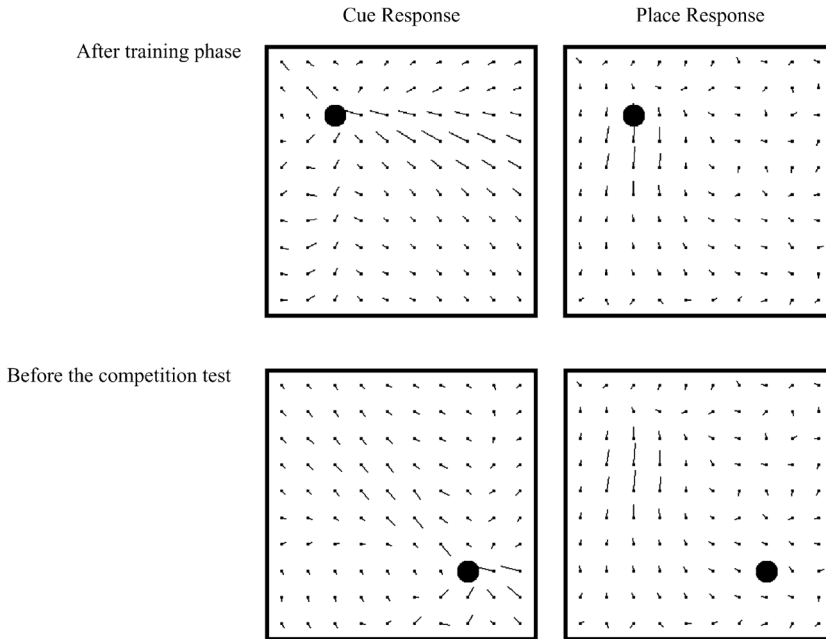 Cue Response
Place Response
After training phase
Before the competition test